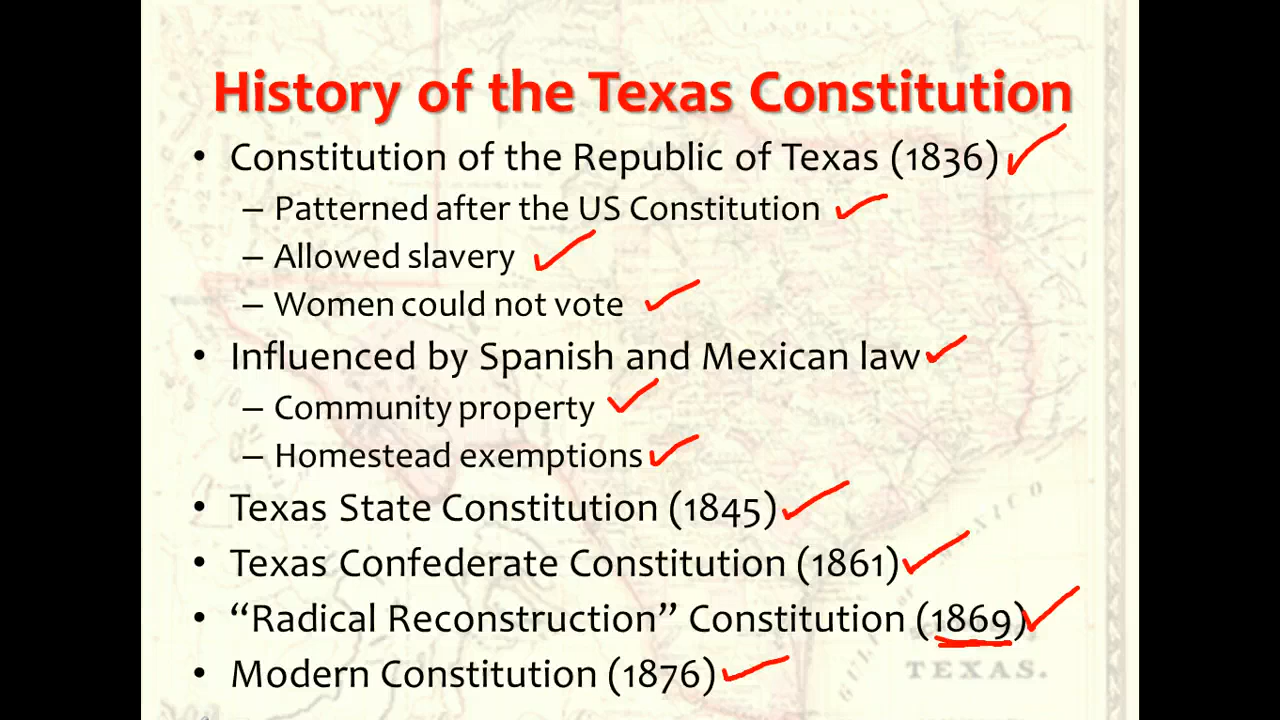 History of the Texas Constitution
• Constitution of the Republic of Texas (1836)
– Patterned after the US Constitution
– Allowed slavery
– Women could not vote
• Influenced by Spanish and Mexican law
– Community property
– Homestead exemptions
• Texas State Constitution (1845)
• Texas Confederate Constitution (1861)
• “Radical Reconstruction” Constitution (1869)
• Modern Constitution (1876)
TEXAS.